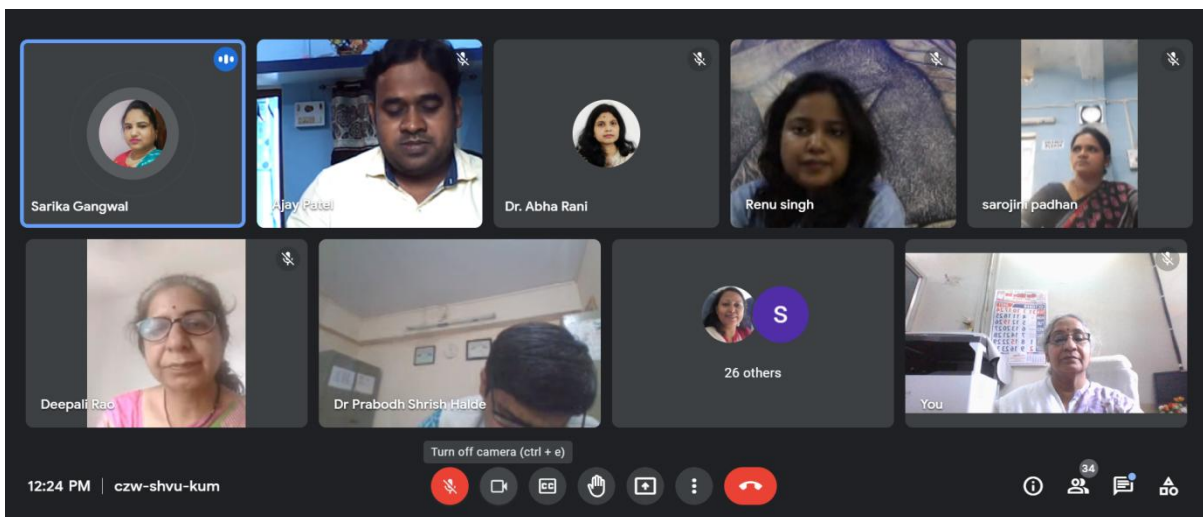 Sarika Gangwal
Ajay Patel
Dr. Abha Rani
Renu singh
sarojini padhan
Deepali Rao
Dr Prabodh Shrish Halde
S
26 others
You
Turn off camera (ctrl + e)
12:24 PM | czw-shvu-kum
CC
34